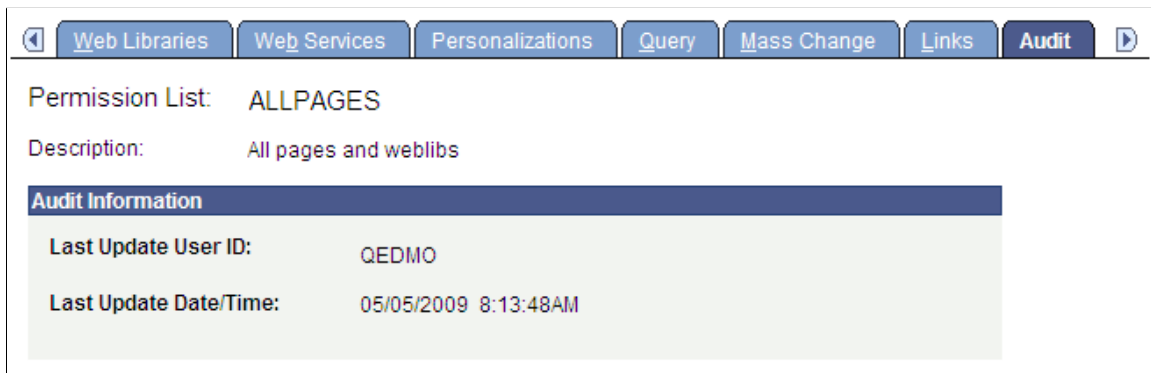 Web Libraries Web Services Personalizations Query Mass Change Links Audit
Permission List: ALLPAGES
Description: All pages and weblibs
Audit Information
Last Update User ID: QEDMO
Last Update Date/Time: 05/05/2009 8:13:48AM